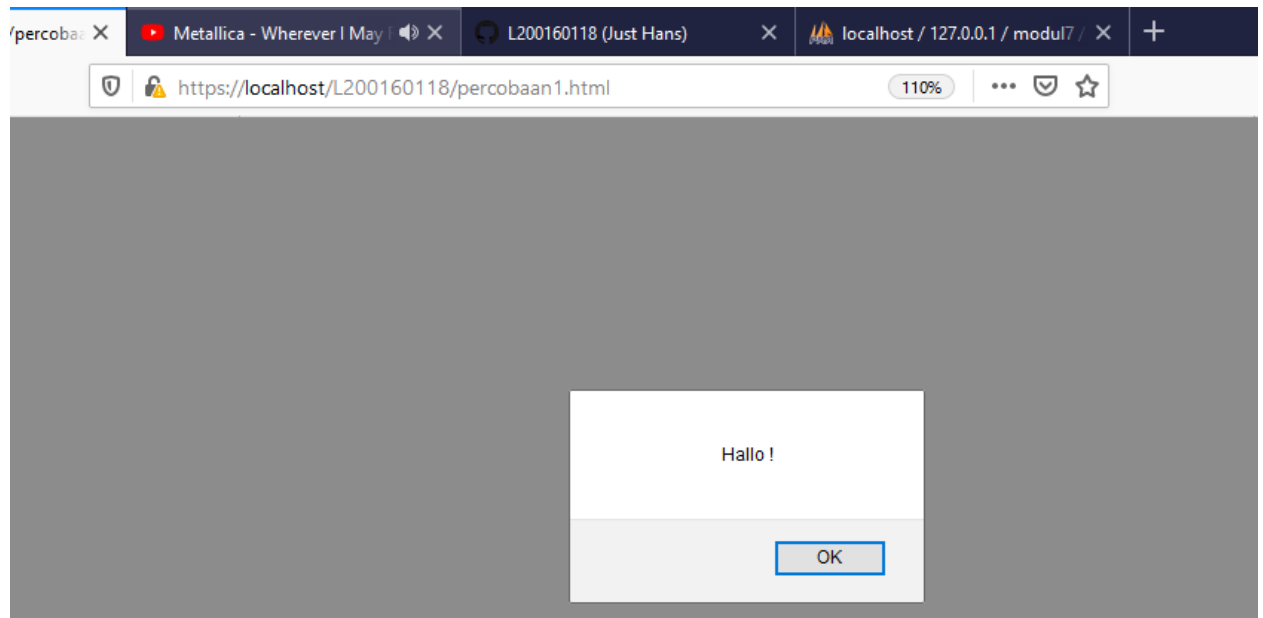 /percobaa
Metallica - Wherever I May F
L200160118 (Just Hans)
localhost / 127.0.0.1 / modul7 /
https://localhost/L200160118/percobaan1.html
110%
Hallo !
OK